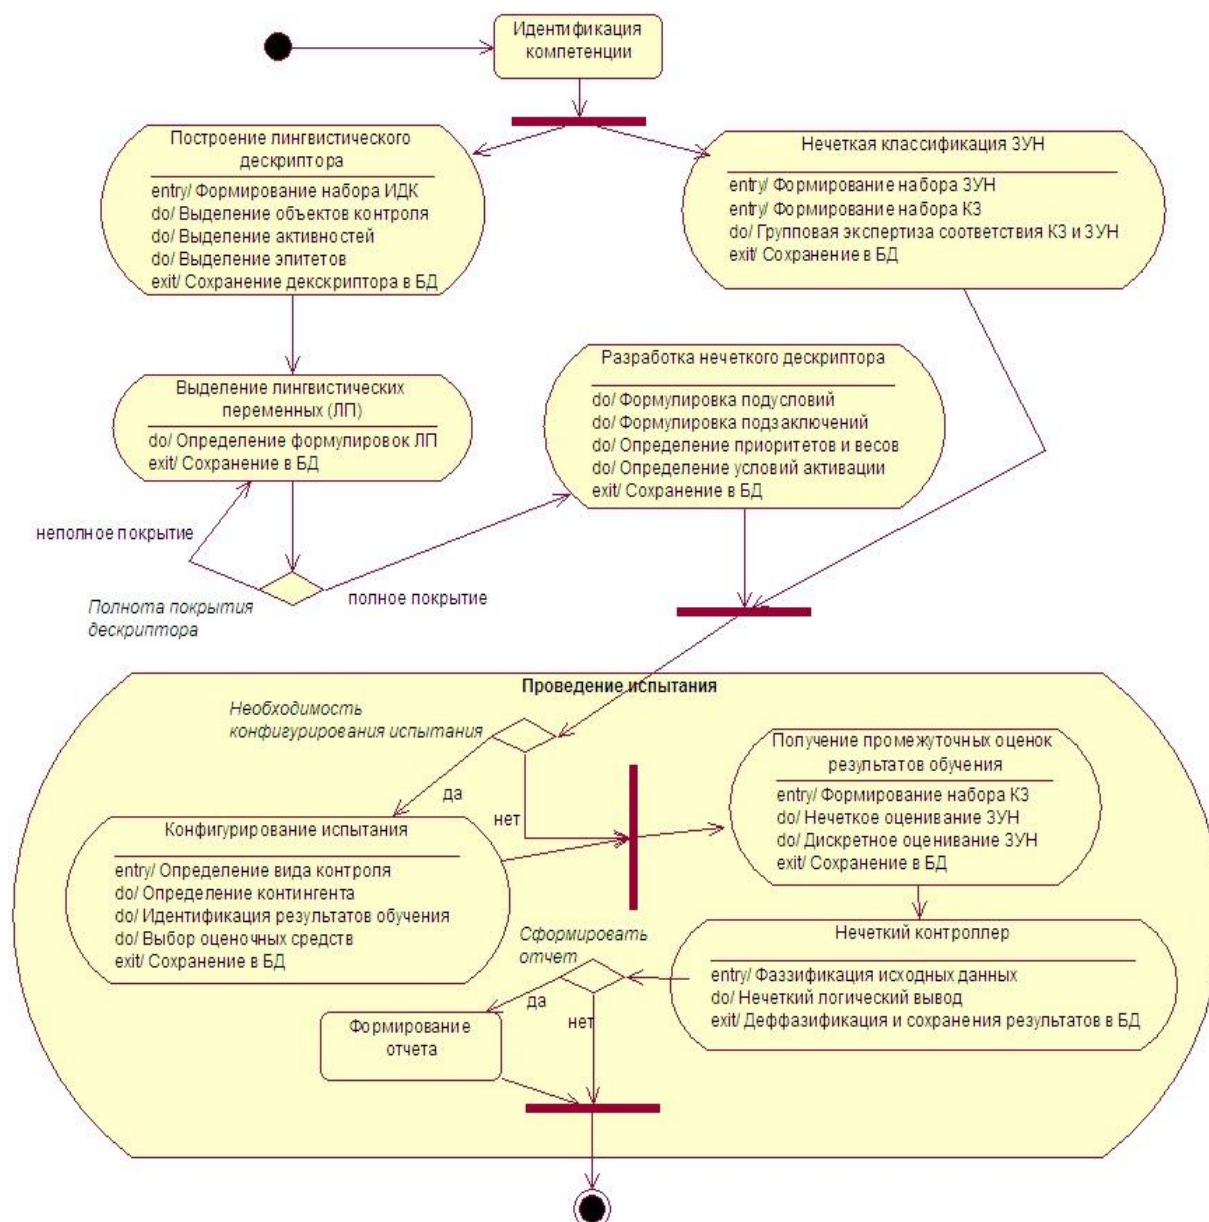 Идентификация
компетенции
Построение лингвистического
дескриптора
entry/ Формирование набора ИДК
do/ Выделение объектов контроля
do/ Выделение активностей
do/ Выделение эпитетов
exit/ Сохранение декскриптора в БД
Нечеткая классификация ЗУН
entry/ Формирование набора ЗУН
entry/ Формирование набора КЗ
do/ Групповая экспертиза соответствия КЗ и ЗУН
exit/ Сохранение в БД
Выделение лингвистических
переменных (ЛП)
do/ Определение формулировок ЛП
exit/ Сохранение в БД
Разработка нечеткого дескриптора
do/ Формулировка подусловий
do/ Формулировка подзаключений
do/ Определение приоритетов и весов
do/ Определение условий активации
exit/ Сохранение в БД
неполное покрытие
полное покрытие
Полнота покрытия
дескриптора
Проведение испытания
Необходимость
конфигурирования испытания
да
нет
Конфигурирование испытания
entry/ Определение вида контроля
do/ Определение контингента
do/ Идентификация результатов обучения
do/ Выбор оценочных средств
exit/ Сохранение в БД
Получение промежуточных оценок
результатов обучения
entry/ Формирование набора КЗ
do/ Нечеткое оценивание ЗУН
do/ Дискретное оценивание ЗУН
exit/ Сохранение в БД
Нечеткий контроллер
entry/ Фаззификация исходных данных
do/ Нечеткий логический вывод
exit/ Деффазификация и сохранения результатов в БД
Сформировать
отчет
да
нет
Формирование
отчета